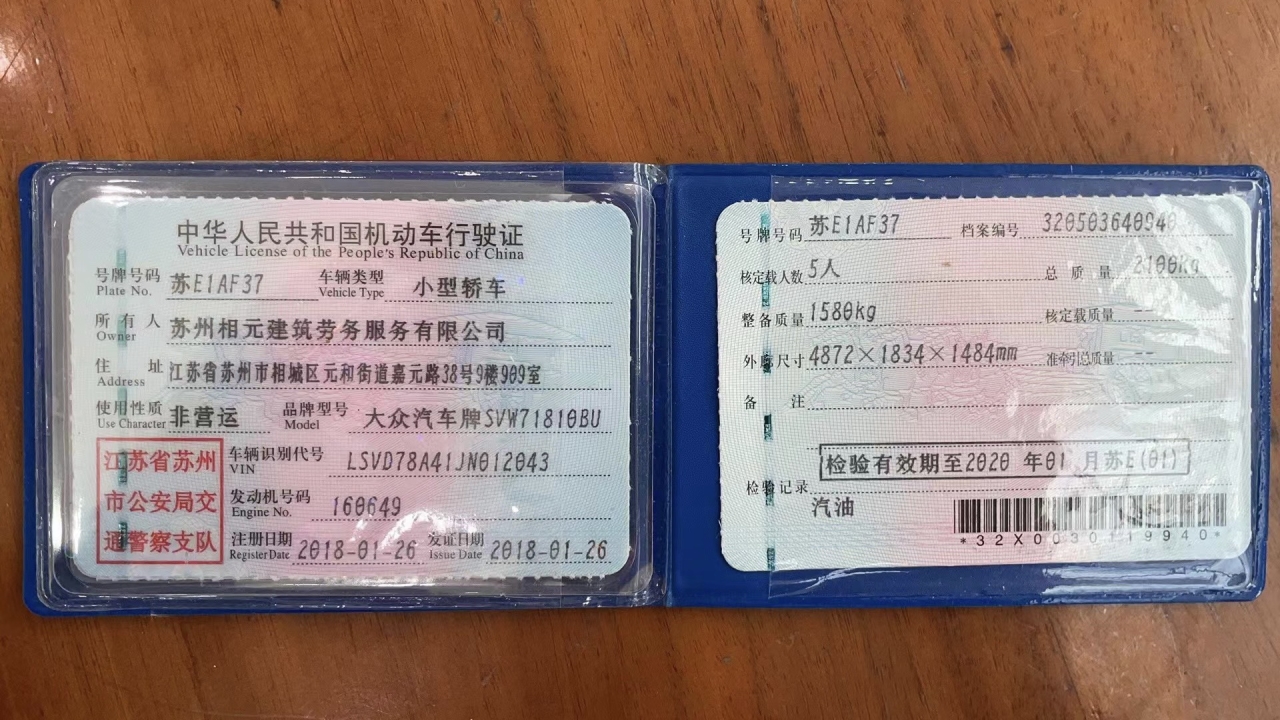 中华人民共和国机动车行驶证
Vehicle License of the People's Republic of China
号牌号码 苏E1AF37 车辆类型 小型轿车
Plate No. Vehicle Type
所有人 苏州相元建筑劳务服务有限公司
Owner
住址 江苏省苏州市相城区元和街道嘉元路38号9楼909室
Address
使用性质 非营运 品牌型号 大众汽车牌SVW71810BU
Use Character Model
江苏省苏州
市公安局交
通警察支队
车辆识别代号 LSVD78A41JN012043
VIN
发动机号码 160649
Engine No.
注册日期 2018-01-26 发证日期 2018-01-26
Register Date Issue Date
号牌号码 苏E1AF37 档案编号 320503640940
核定载人数 5人 总质量 2100kg
整备质量 1580kg 核定载质量 --
外廓尺寸 4872×1834×1484mm 准牵引总质量 --
备注
检验有效期至2020 年01 月苏E(01)
检验记录
汽油
*32X0030119940*